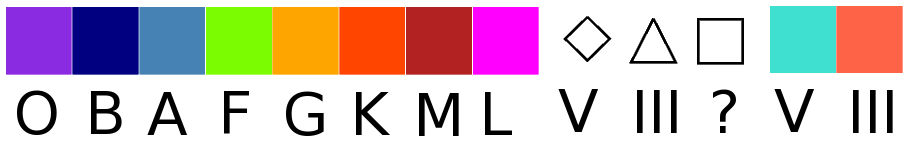 O B A F G K M L V III ? V III